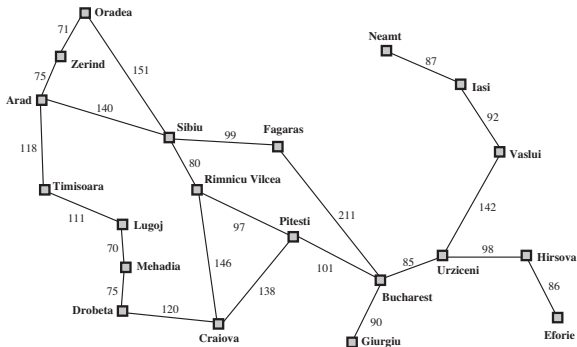 Oradea
71
Neamt
Zerind
87
151
75
Iasi
Arad
140
92
Sibiu
Fagaras
118
99
Vaslui
80
Timisoara
Rimnicu Vilcea
142
111
Lugoj
Pitesti
211
97
70
98
Hirsova
85
Mehadia
146
101
Urziceni
138
86
75
Bucharest
120
Drobeta
90
Craiova
Eforie
Giurgiu